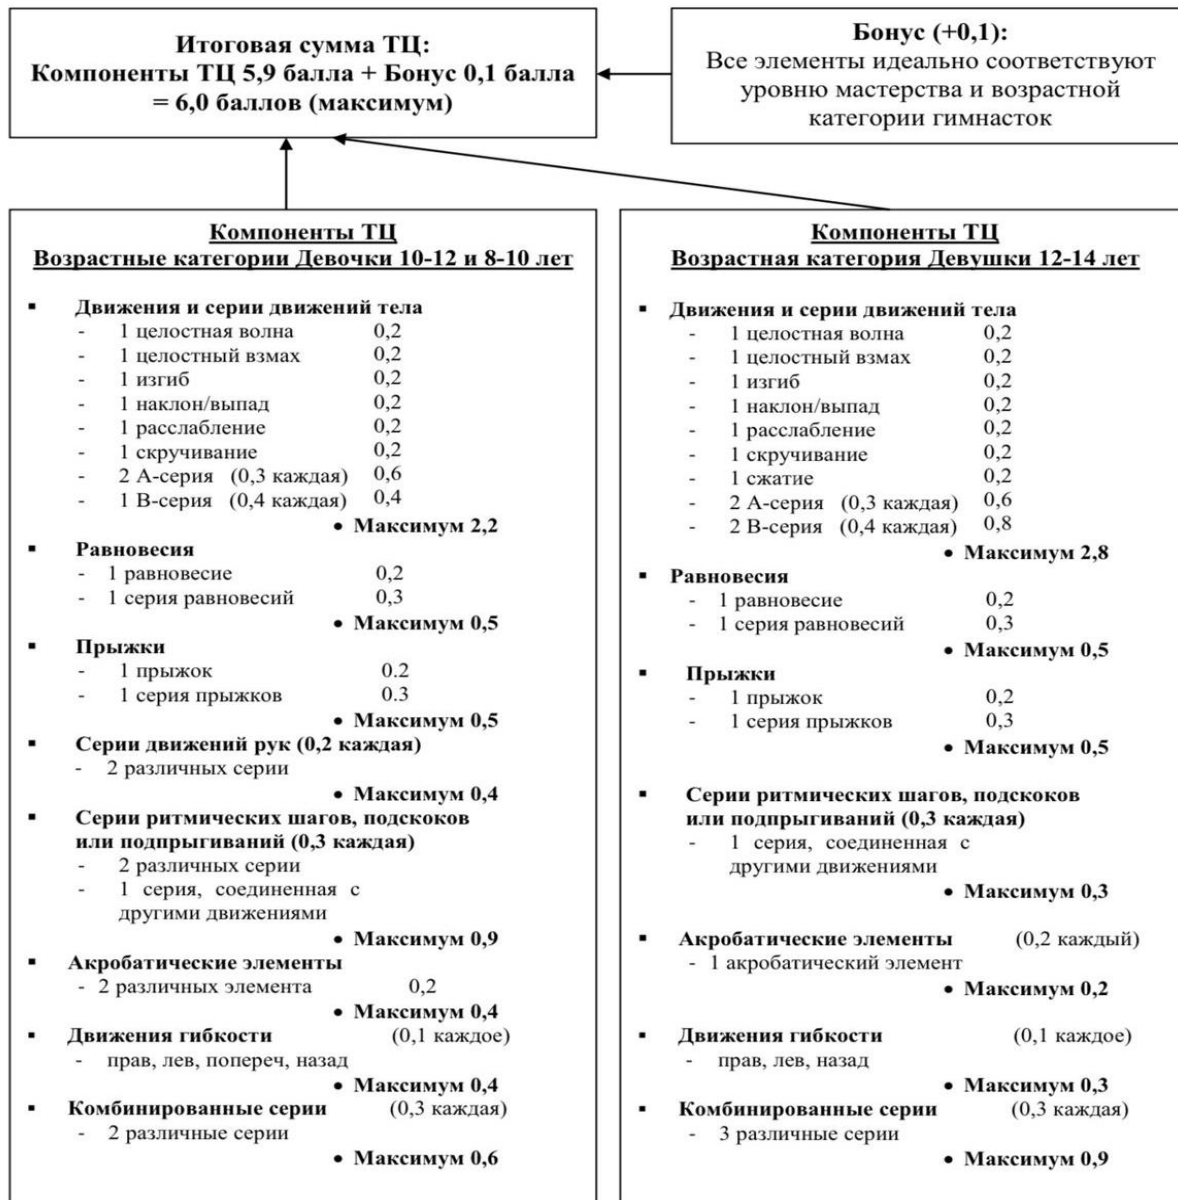 Итоговая сумма ТЦ:
Компоненты ТЦ 5,9 балла + Бонус 0,1 балла
= 6,0 баллов (максимум)
Бонус (+0,1):
Все элементы идеально соответствуют
уровню мастерства и возрастной
категории гимнасток
Компоненты ТЦ
Возрастные категории Девочки 10-12 и 8-10 лет
▪ Движения и серии движений тела
- 1 целостная волна 0,2
- 1 целостный взмах 0,2
- 1 изгиб 0,2
- 1 наклон/выпад 0,2
- 1 расслабление 0,2
- 1 скручивание 0,2
- 2 А-серия (0,3 каждая) 0,6
- 1 В-серия (0,4 каждая) 0,4
• Максимум 2,2
▪ Равновесия
- 1 равновесие 0,2
- 1 серия равновесий 0,3
• Максимум 0,5
▪ Прыжки
- 1 прыжок 0.2
- 1 серия прыжков 0.3
• Максимум 0,5
▪ Серии движений рук (0,2 каждая)
- 2 различных серии
• Максимум 0,4
▪ Серии ритмических шагов, подскоков
или подпрыгиваний (0,3 каждая)
- 2 различных серии
- 1 серия, соединенная с
другими движениями
• Максимум 0,9
▪ Акробатические элементы
- 2 различных элемента 0,2
• Максимум 0,4
▪ Движения гибкости (0,1 каждое)
- прав, лев, попереч, назад
• Максимум 0,4
▪ Комбинированные серии (0,3 каждая)
- 2 различные серии
• Максимум 0,6
Компоненты ТЦ
Возрастная категория Девушки 12-14 лет
▪ Движения и серии движений тела
- 1 целостная волна 0,2
- 1 целостный взмах 0,2
- 1 изгиб 0,2
- 1 наклон/выпад 0,2
- 1 расслабление 0,2
- 1 скручивание 0,2
- 1 сжатие 0,2
- 2 А-серия (0,3 каждая) 0,6
- 2 В-серия (0,4 каждая) 0,8
• Максимум 2,8
▪ Равновесия
- 1 равновесие 0,2
- 1 серия равновесий 0,3
• Максимум 0,5
▪ Прыжки
- 1 прыжок 0,2
- 1 серия прыжков 0,3
• Максимум 0,5
▪ Серии ритмических шагов, подскоков
или подпрыгиваний (0,3 каждая)
- 1 серия, соединенная с
другими движениями
• Максимум 0,3
▪ Акробатические элементы (0,2 каждый)
- 1 акробатический элемент
• Максимум 0,2
▪ Движения гибкости (0,1 каждое)
- прав, лев, назад
• Максимум 0,3
▪ Комбинированные серии (0,3 каждая)
- 3 различные серии
• Максимум 0,9